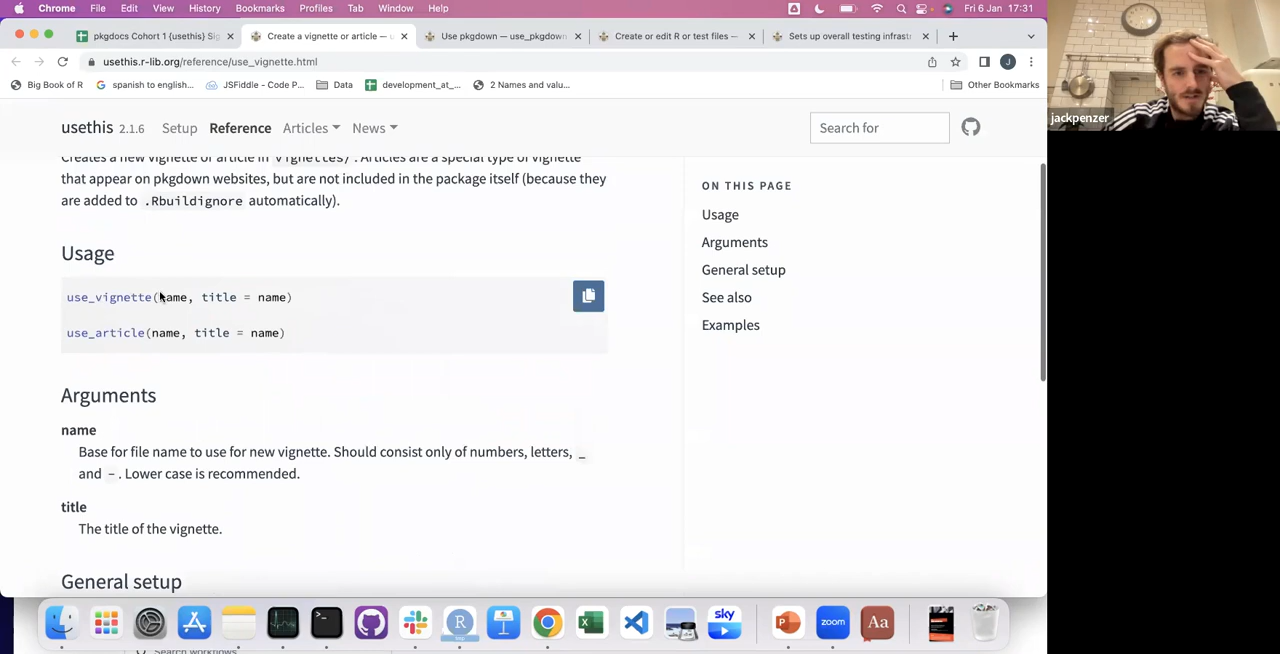 Chrome File Edit View History Bookmarks Profiles Tab Window Help Fri 6 Jan 17:31
pkgdocs Cohort 1 {usethis} Si
Create a vignette or article —
Use pkgdown — use_pkgdown
Create or edit R or test files —
Sets up overall testing infrast
usethis.r-lib.org/reference/use_vignette.html
J
Big Book of R
spanish to english...
JSFiddle - Code P...
Data
development_at_...
2 Names and valu...
Other Bookmarks
usethis 2.1.6 Setup Reference Articles News
Search for
Creates a new vignette or article in vignettes/. Articles are a special type of vignette
that appear on pkgdown websites, but are not included in the package itself (because they
are added to .Rbuildignore automatically).
Usage
use_vignette(name, title = name)
use_article(name, title = name)
Arguments
name
Base for file name to use for new vignette. Should consist only of numbers, letters, _
and -. Lower case is recommended.
title
The title of the vignette.
General setup
ON THIS PAGE
Usage
Arguments
General setup
See also
Examples
jackpenzer
R
sky
zoom
Aa
Search workflows